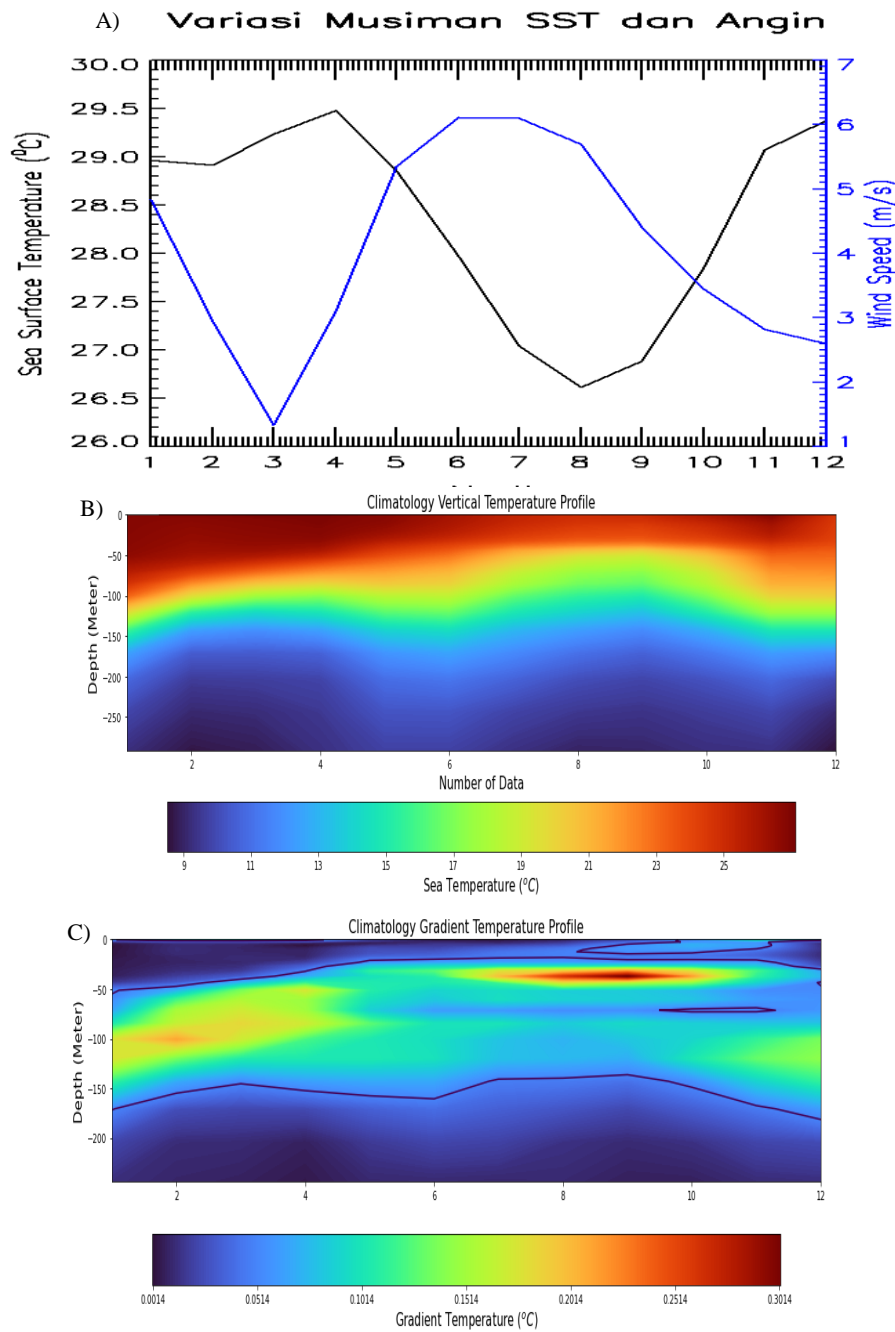 A)
Variasi Musiman SST dan Angin
30.0
29.5
29.0
28.5
28.0
27.5
27.0
26.5
26.0
Sea Surface Temperature (⁰C)
7
6
5
4
3
2
1
Wind Speed (m/s)
1 2 3 4 5 6 7 8 9 10 11 12
B)
Climatology Vertical Temperature Profile
0
−50
−100
−150
−200
−250
Depth (Meter)
2 4 6 8 10 12
Number of Data
9 11 13 15 17 19 21 23 25
Sea Temperature (⁰C)
C)
Climatology Gradient Temperature Profile
0
−50
−100
−150
−200
Depth (Meter)
2 4 6 8 10 12
0.0014 0.0514 0.1014 0.1514 0.2014 0.2514 0.3014
Gradient Temperature (⁰C)